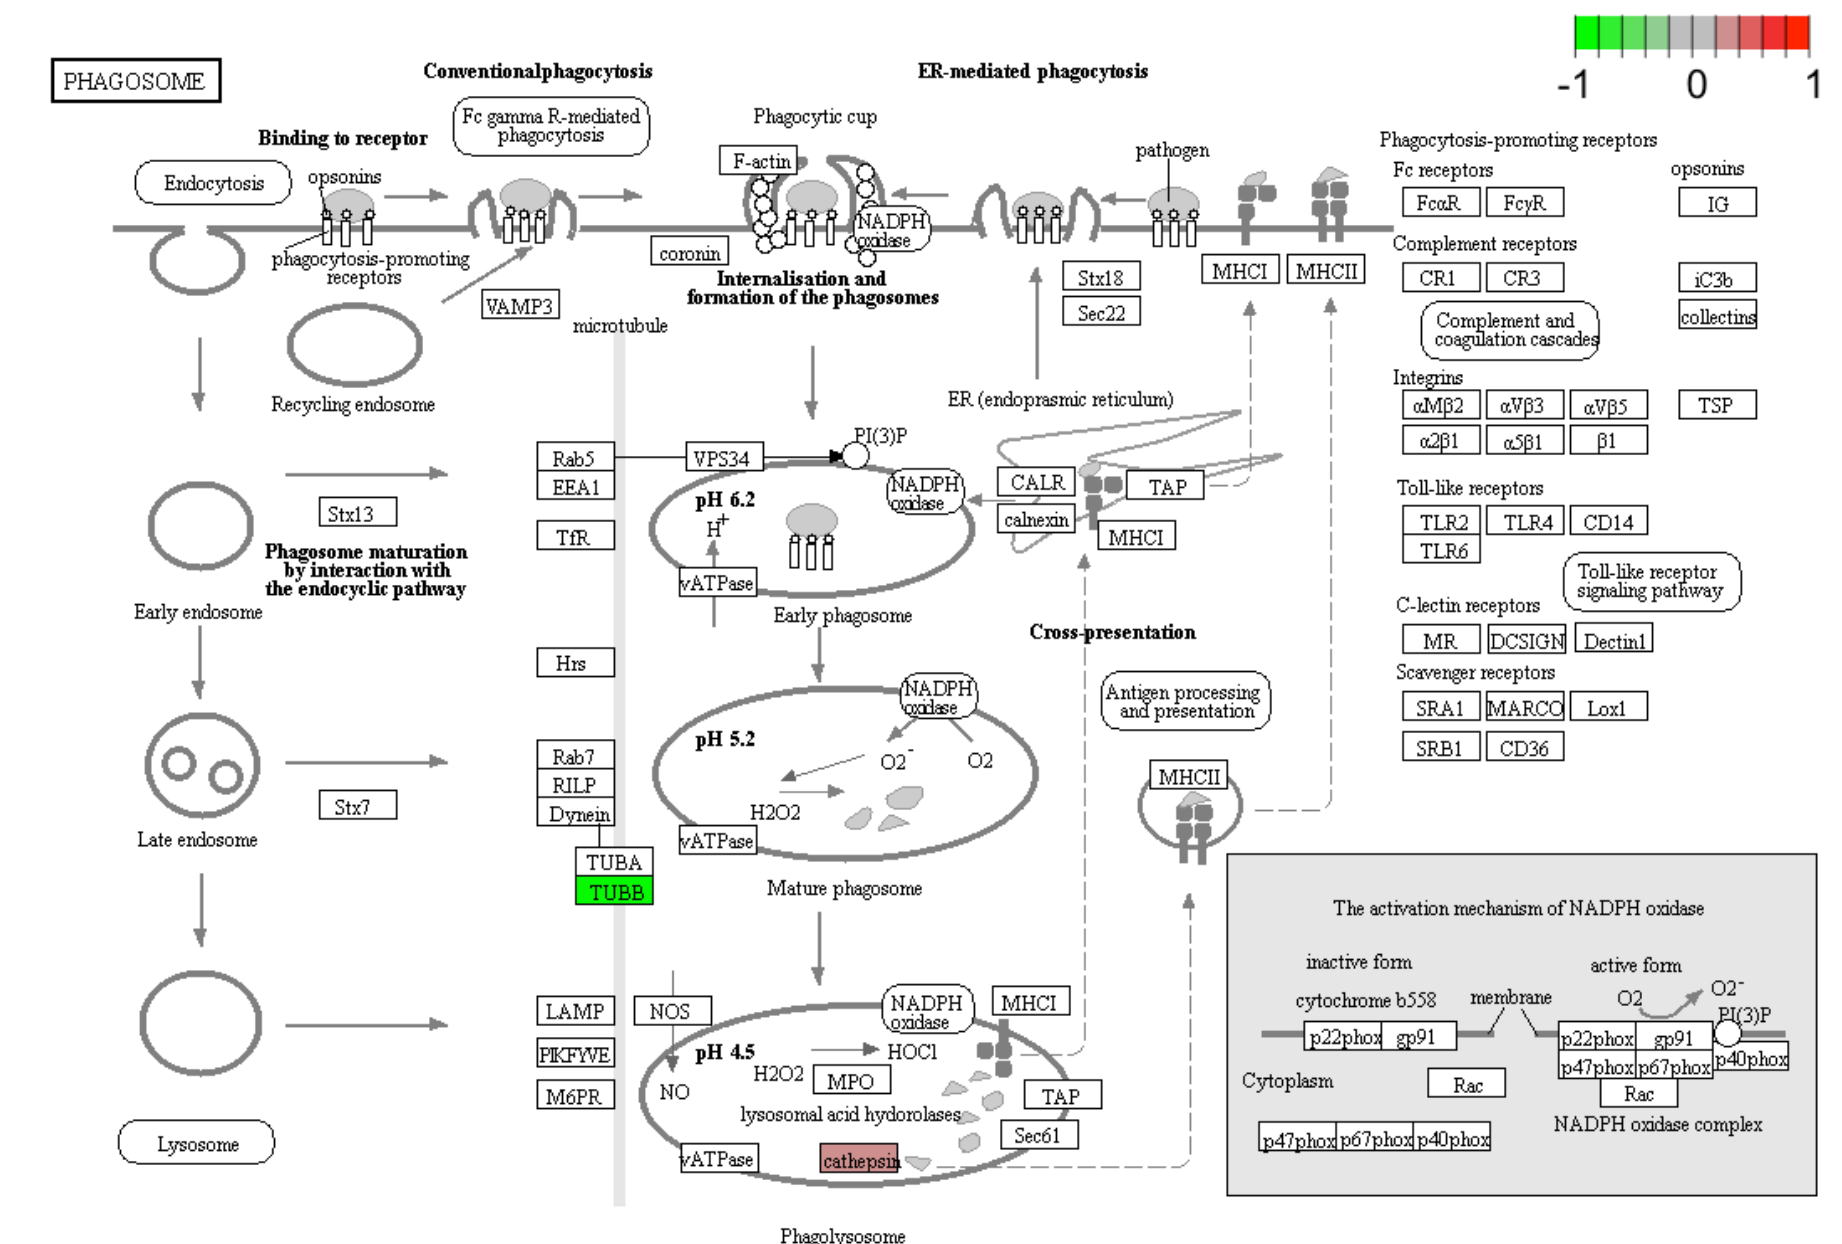 -1 0 1
PHAGOSOME
Conventionalphagocytosis
ER-mediated phagocytosis
Fc gamma R-mediated
phagocytosis
Phagocytic cup
Binding to receptor
F-actin
pathogen
Endocytosis
opsonins
NADPH
oxidase
coronin
phagocytosis-promoting
receptors
VAMP3
microtubule
Internalisation and
formation of the phagosomes
Stx18
Sec22
MHCI
MHCII
Recycling endosome
ER (endoprasmic reticulum)
Phagocytosis-promoting receptors
Fc receptors
opsonins
FcαR
FcγR
IG
Complement receptors
CR1
CR3
iC3b
collectins
Complement and
coagulation cascades
Integrins
αMβ2
αVβ3
αVβ5
TSP
α2β1
α5β1
β1
Toll-like receptors
TLR2
TLR4
CD14
TLR6
Toll-like receptor
signaling pathway
C-lectin receptors
MR
DCSIGN
Dectin1
Scavenger receptors
SRA1
MARCO
Lox1
SRB1
CD36
Rab5
EEA1
VPS34
PI(3)P
Stx13
TfR
pH 6.2
H+
NADPH
oxidase
CALR
calnexin
TAP
MHCI
vATPase
Phagosome maturation
by interaction with
the endocyclic pathway
Early endosome
Early phagosome
Cross-presentation
Hrs
NADPH
oxidase
Antigen processing
and presentation
pH 5.2
O2-
O2
H2O2
vATPase
Rab7
RILP
Dynein
Stx7
MHCII
Late endosome
TUBA
TUBB
Mature phagosome
LAMP
NOS
NADPH
oxidase
MHCI
PIKFYVE
pH 4.5
HOCl
H2O2
MPO
M6PR
NO
TAP
lysosomal acid hydorolases
Sec61
Lysosome
vATPase
cathepsin
Phagolysosome
The activation mechanism of NADPH oxidase
inactive form
active form
cytochrome b558
membrane
O2
O2-
PI(3)P
p22phox
gp91
p22phox
gp91
p47phox
p67phox
p40phox
Cytoplasm
Rac
Rac
NADPH oxidase complex
p47phox
p67phox
p40phox